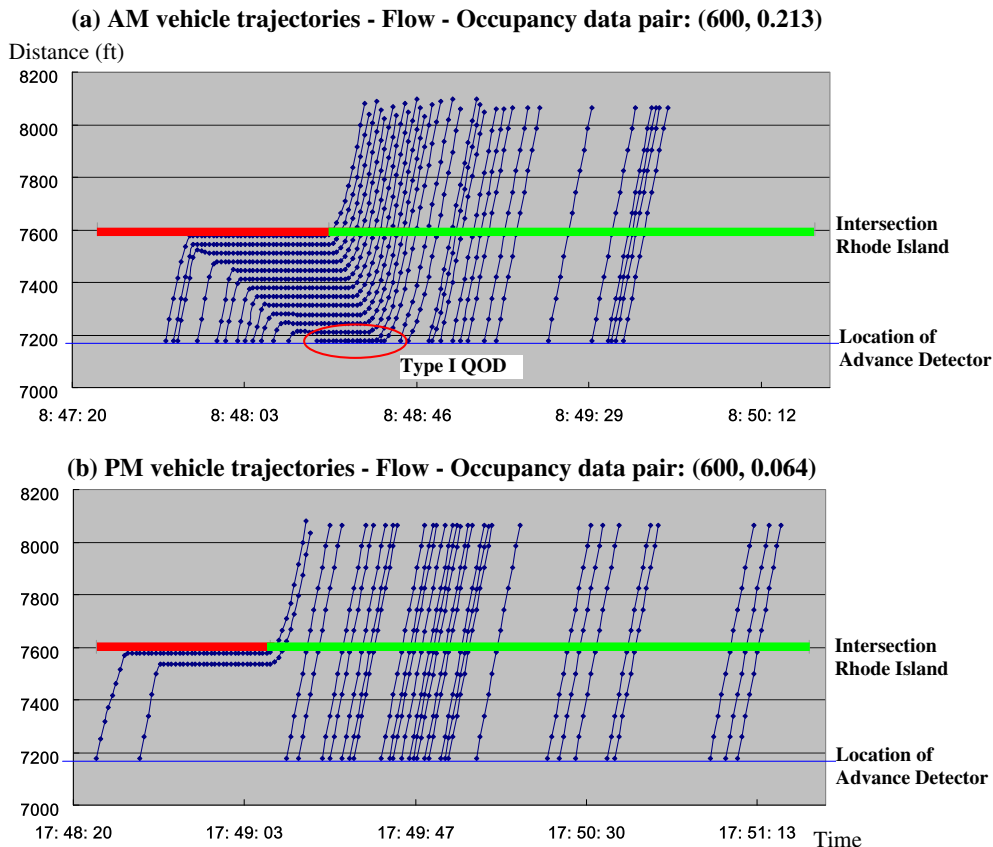 (a) AM vehicle trajectories - Flow - Occupancy data pair: (600, 0.213)
Distance (ft)
8200
8000
7800
7600
7400
7200
7000
Intersection
Rhode Island
Location of
Advance Detector
Type I QOD
8: 47: 20
8: 48: 03
8: 48: 46
8: 49: 29
8: 50: 12
(b) PM vehicle trajectories - Flow - Occupancy data pair: (600, 0.064)
8200
8000
7800
7600
7400
7200
7000
Intersection
Rhode Island
Location of
Advance Detector
17: 48: 20
17: 49: 03
17: 49: 47
17: 50: 30
17: 51: 13
Time